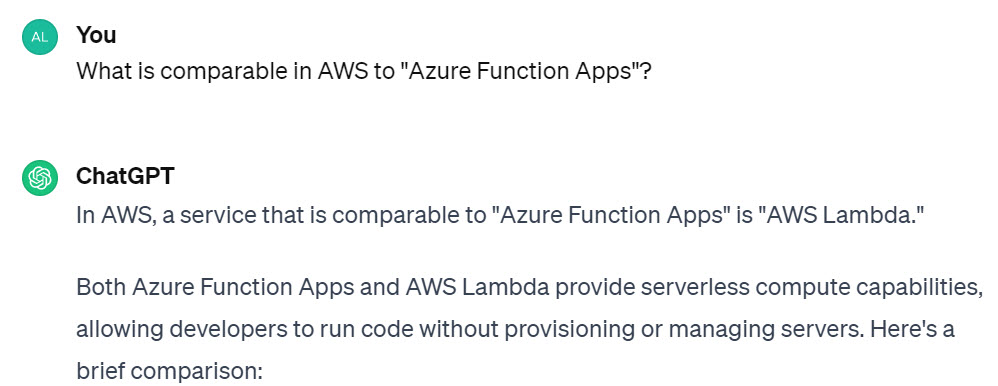 AL
You
What is comparable in AWS to "Azure Function Apps"?
ChatGPT
In AWS, a service that is comparable to "Azure Function Apps" is "AWS Lambda."
Both Azure Function Apps and AWS Lambda provide serverless compute capabilities,
allowing developers to run code without provisioning or managing servers. Here's a
brief comparison: